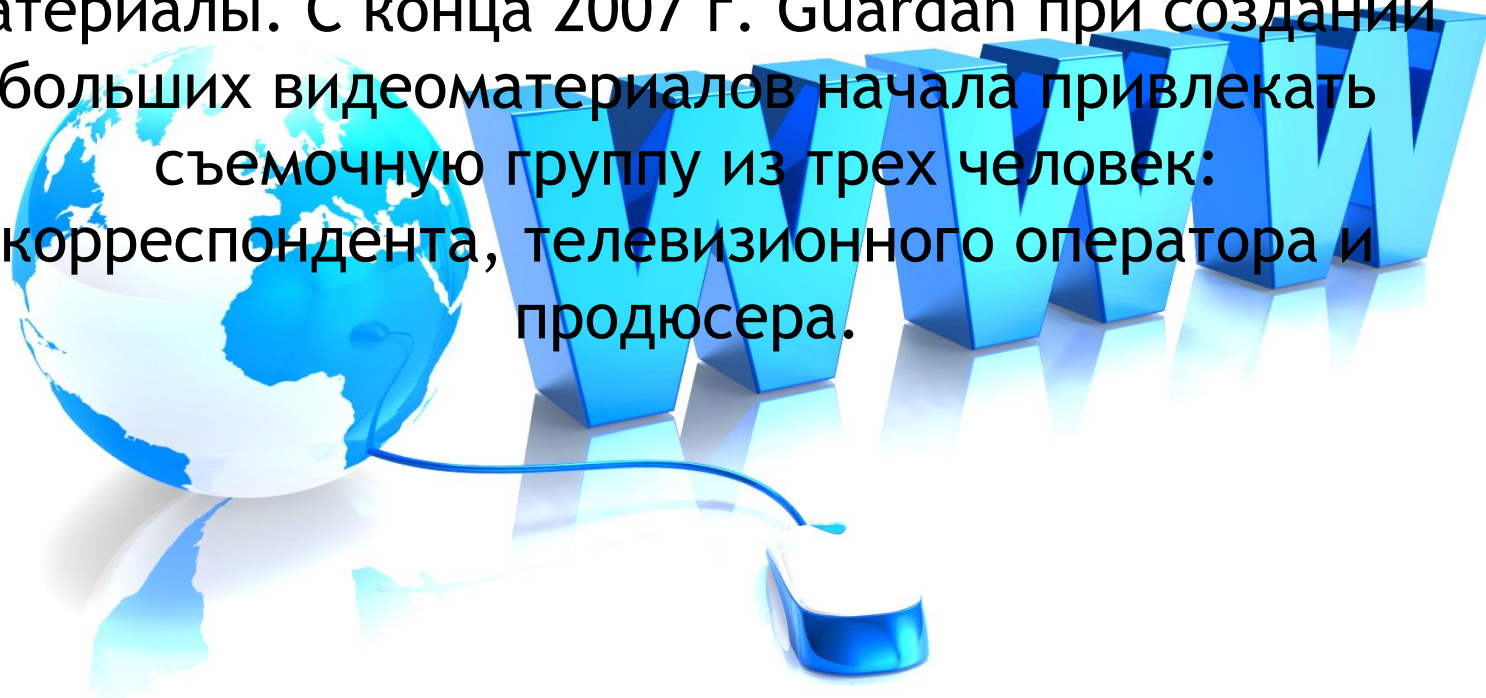 атериалы. С конца 2007 г. Guardan при создании
больших видеоматериалов начала привлекать
съемочную группу из трех человек:
корреспондента, телевизионного оператора и
продюсера.
WWW